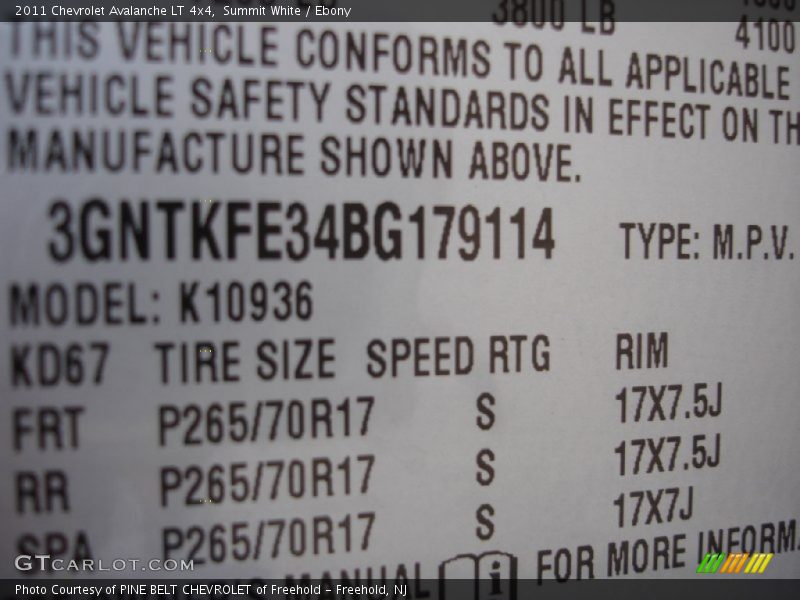 2011 Chevrolet Avalanche LT 4x4, Summit White / Ebony
3800 LB
4100
THIS VEHICLE CONFORMS TO ALL APPLICABLE
VEHICLE SAFETY STANDARDS IN EFFECT ON TH
MANUFACTURE SHOWN ABOVE.
3GNTKFE34BG179114 TYPE: M.P.V.
MODEL: K10936
KD67 TIRE SIZE SPEED RTG RIM
FRT P265/70R17 S 17X7.5J
RR P265/70R17 S 17X7.5J
SPA P265/70R17 S 17X7J
MANUAL i FOR MORE INFORM
GTCARLOT.COM
Photo Courtesy of PINE BELT CHEVROLET of Freehold - Freehold, NJ